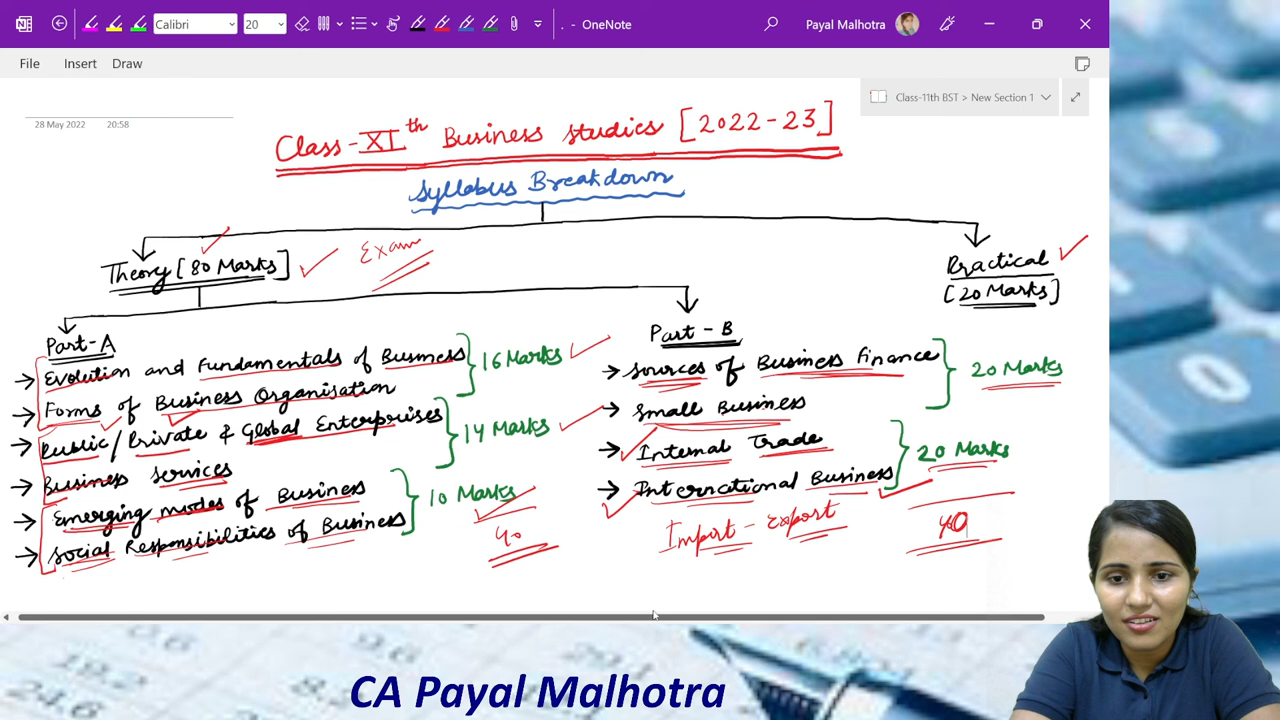 Calibri
20
. - OneNote
Payal Malhotra
File
Insert
Draw
Class-11th BST > New Section 1
28 May 2022
20:58
Class-XIth Business studies [2022-23]
Syllabus Breakdown
Theory [80 Marks]
Exam
Practical
[20 Marks]
Part-A
→ Evolution and Fundamentals of Business
→ Forms of Business Organisation
16 Marks
→ Public/Private & Global Enterprises
→ Business services
14 Marks
→ Emerging modes of Business
→ Social Responsibilities of Business
10 Marks
40
Part-B
→ Sources of Business Finance
→ Small Business
20 Marks
→ Internal Trade
→ International Business
20 Marks
Import-Export
40
CA Payal Malhotra